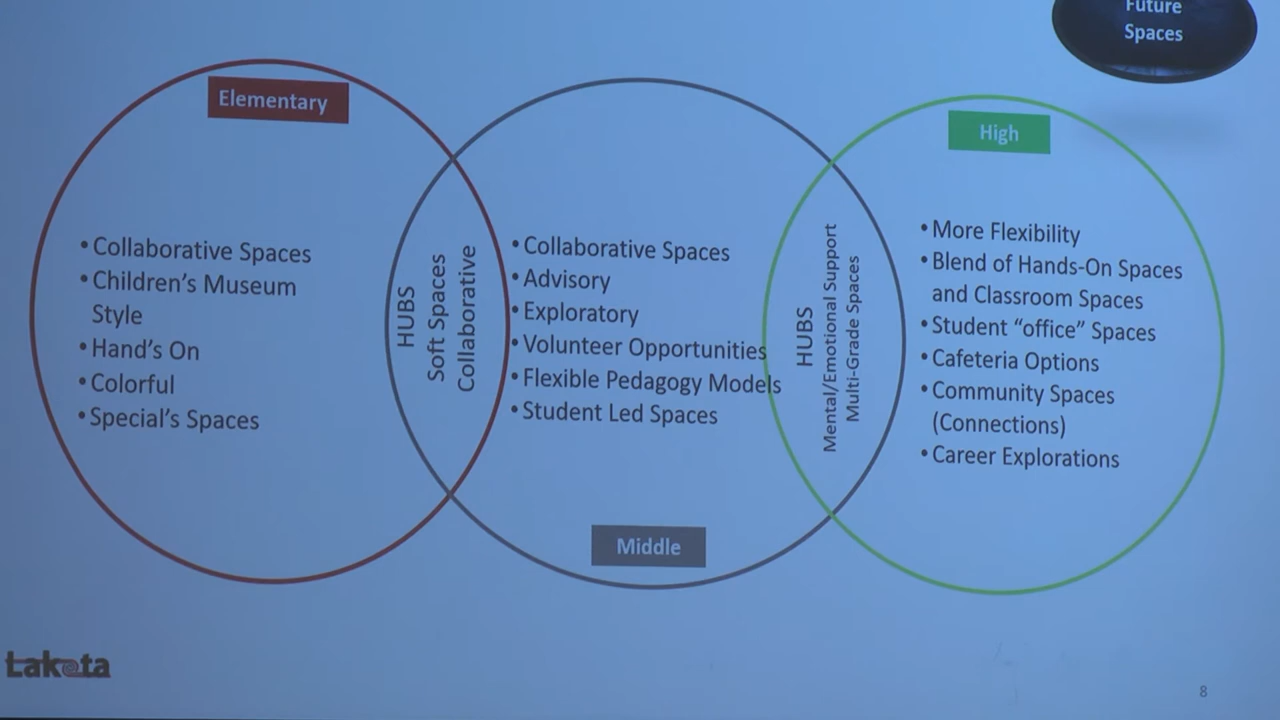 Future
Spaces
Elementary
• Collaborative Spaces
• Children's Museum
Style
• Hand's On
• Colorful
• Special's Spaces
HUBS
Soft Spaces
Collaborative
• Collaborative Spaces
• Advisory
• Exploratory
• Volunteer Opportunities
• Flexible Pedagogy Models
• Student Led Spaces
Middle
HUBS
Mental/Emotional Support
Multi-Grade Spaces
High
• More Flexibility
• Blend of Hands-On Spaces
and Classroom Spaces
• Student “office” Spaces
• Cafeteria Options
• Community Spaces
(Connections)
• Career Explorations
Lakota
8